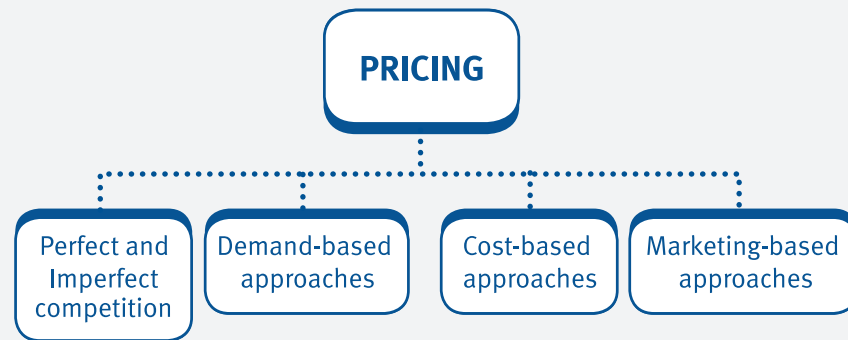 PRICING
Perfect and
Imperfect
competition
Demand-based
approaches
Cost-based
approaches
Marketing-based
approaches